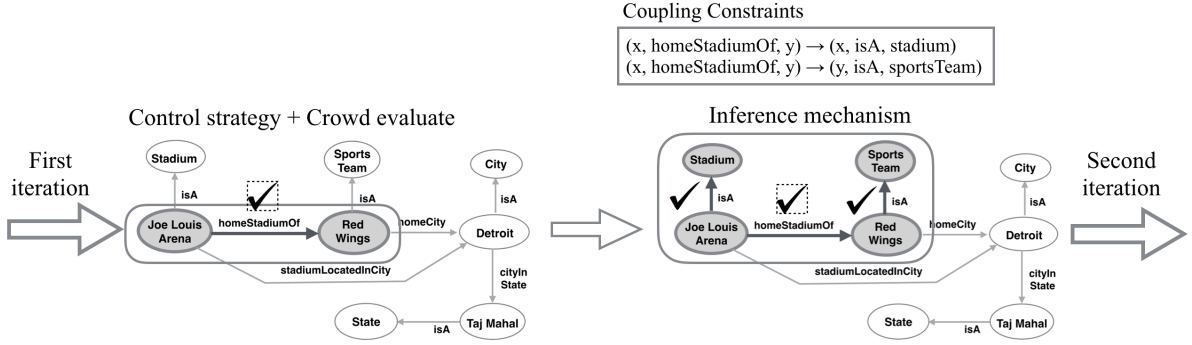 Coupling Constraints
(x, homeStadiumOf, y) → (x, isA, stadium)
(x, homeStadiumOf, y) → (y, isA, sportsTeam)
Control strategy + Crowd evaluate
First
iteration
Stadium
Sports
Team
City
isA
isA
isA
Joe Louis
Arena
homeStadiumOf
Red
Wings
homeCity
Detroit
stadiumLocatedInCity
cityIn
State
State
isA
Taj Mahal
Inference mechanism
Stadium
Sports
Team
City
isA
isA
isA
Joe Louis
Arena
homeStadiumOf
Red
Wings
homeCity
Detroit
stadiumLocatedInCity
cityIn
State
State
isA
Taj Mahal
Second
iteration